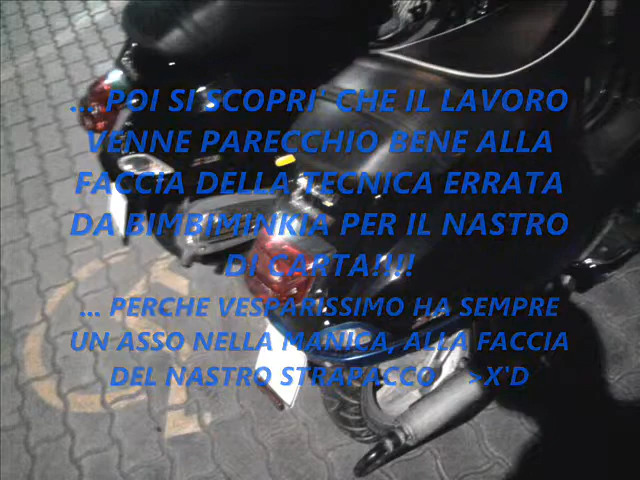 ... POI SI SCOPRI' CHE IL LAVORO
VENNE PARECCHIO BENE ALLA
FACCIA DELLA TECNICA ERRATA
DA BIMBIMINKIA PER IL NASTRO
DI CARTA!!!!
... PERCHE VESPARISSIMO HA SEMPRE
UN ASSO NELLA MANICA, ALLA FACCIA
DEL NASTRO STRAPACCO >X'D